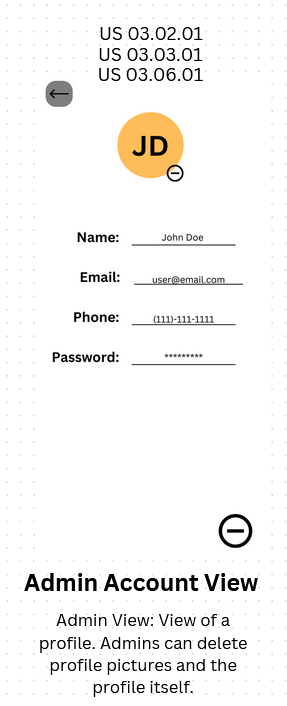 US 03.02.01
US 03.03.01
US 03.06.01
JD
Name: John Doe
Email: user@email.com
Phone: (111)-111-1111
Password: *********
Admin Account View
Admin View: View of a
profile. Admins can delete
profile pictures and the
profile itself.